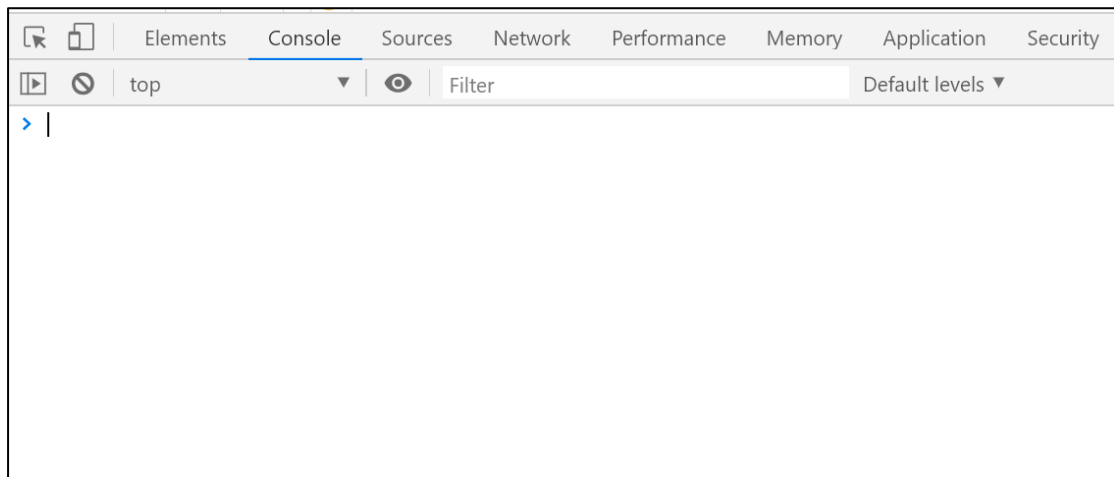 Elements Console Sources Network Performance Memory Application Security
top ▼ Filter Default levels ▼
>